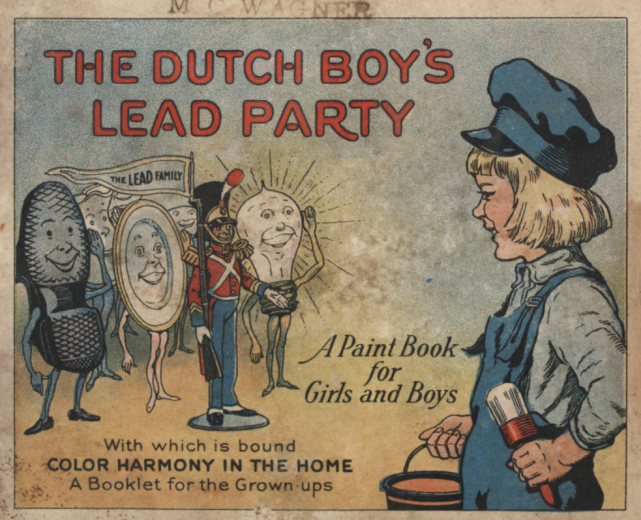 M C WAGNER
THE DUTCH BOY'S
LEAD PARTY
THE LEAD FAMILY
A Paint Book
for
Girls and Boys
With which is bound
COLOR HARMONY IN THE HOME
A Booklet for the Grown-ups